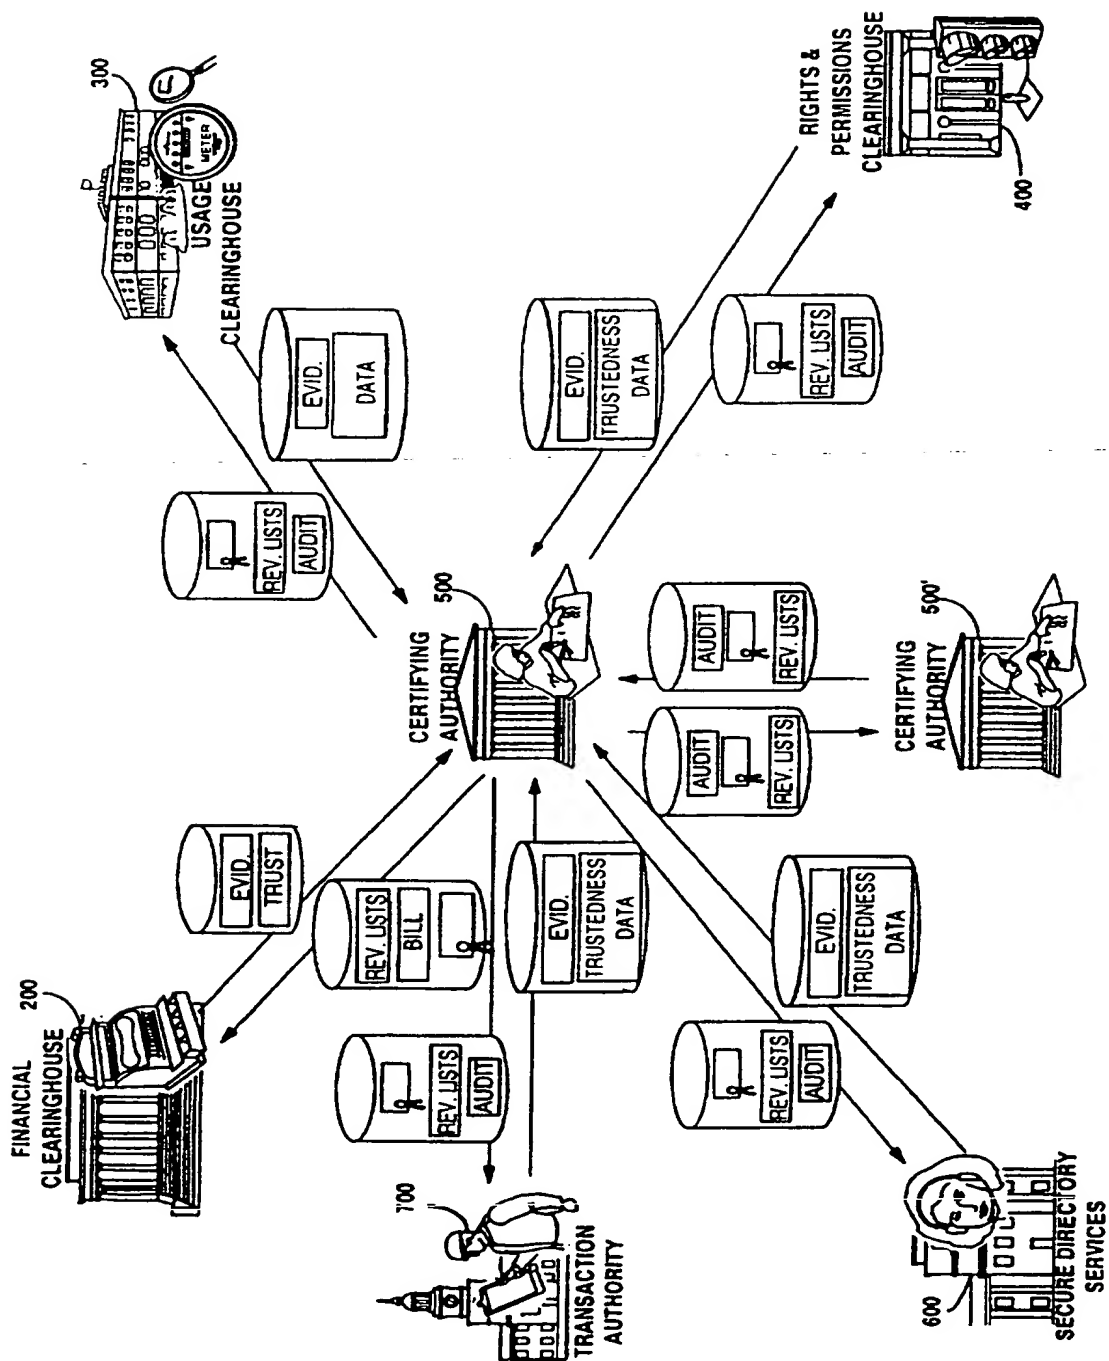 FINANCIAL
CLEARINGHOUSE
200
EVID.
TRUST
REV. LISTS
BILL
300
METER
USAGE
CLEARINGHOUSE
REV. LISTS
AUDIT
EVID.
DATA
TRANSACTION
AUTHORITY
700
REV. LISTS
AUDIT
EVID.
TRUSTEDNESS
DATA
CERTIFYING
AUTHORITY
500
EVID.
TRUSTEDNESS
DATA
REV. LISTS
AUDIT
RIGHTS &
PERMISSIONS
CLEARINGHOUSE
400
SECURE DIRECTORY
SERVICES
600
REV. LISTS
AUDIT
EVID.
TRUSTEDNESS
DATA
AUDIT
REV. LISTS
AUDIT
REV. LISTS
CERTIFYING
AUTHORITY
500'